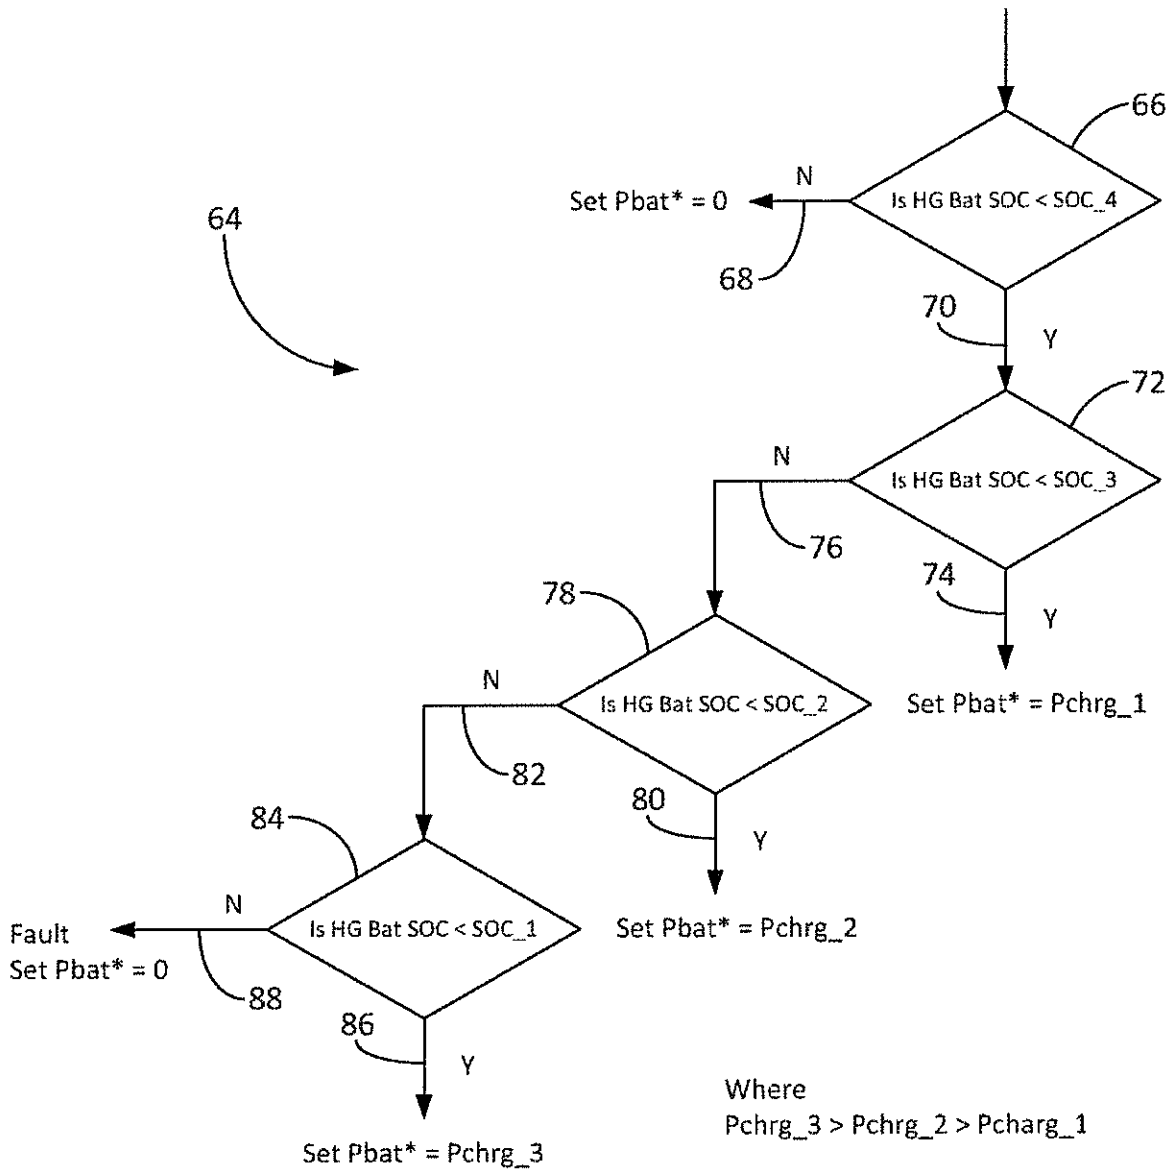 66
N
Is HG Bat SOC < SOC_4
Set Pbat* = 0
64
68
70
Y
72
N
Is HG Bat SOC < SOC_3
76
74
78
Y
N
Is HG Bat SOC < SOC_2
Set Pbat* = Pchrg_1
82
80
84
Y
N
Is HG Bat SOC < SOC_1
Set Pbat* = Pchrg_2
Fault
Set Pbat* = 0
88
86
Y
Where
Pchrg_3 > Pchrg_2 > Pcharg_1
Set Pbat* = Pchrg_3